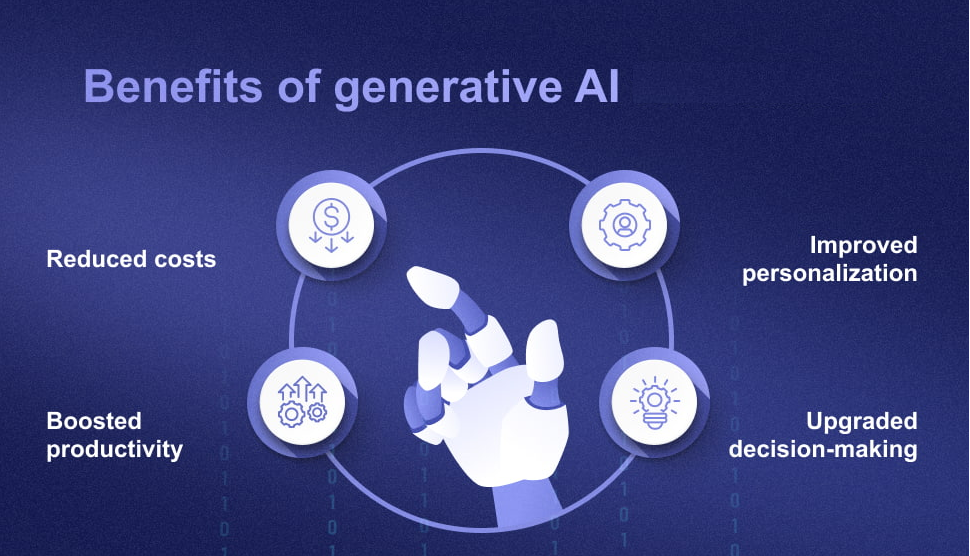 Benefits of generative AI
Reduced costs
Improved
personalization
Boosted
productivity
Upgraded
decision-making